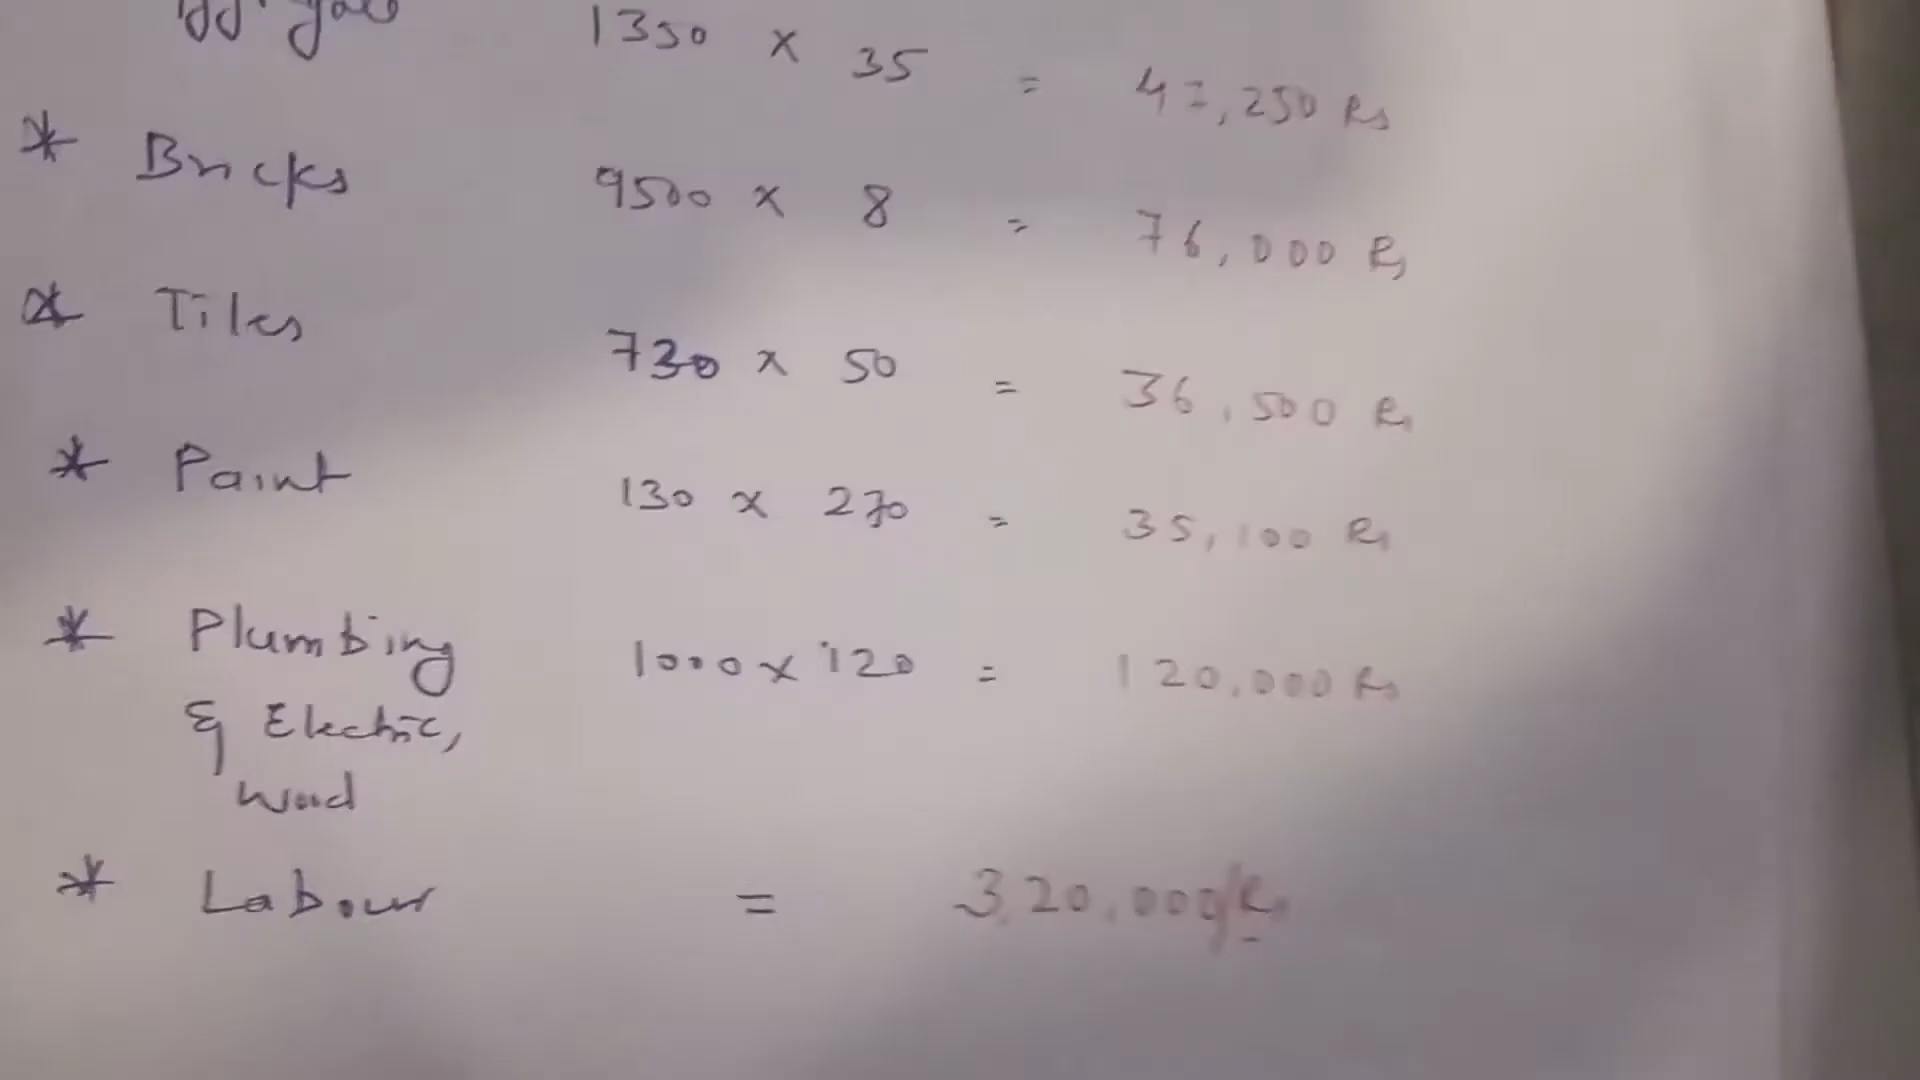 1350 x 35 = 47,250 Rs
* Bricks 9500 x 8 = 76,000 Rs
* Tiles 730 x 50 = 36,500 Rs
* Paint 130 x 270 = 35,100 Rs
* Plumbing 1000 x 120 = 120,000 Rs
& Electric,
Wood
* Labour = 3,20,000/Rs